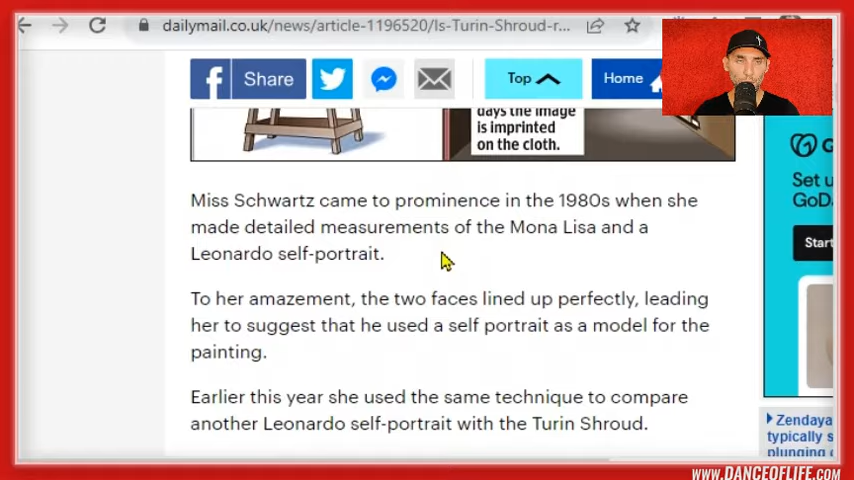 dailymail.co.uk/news/article-1196520/Is-Turin-Shroud-r...
Share
Top
Home
days the image
is imprinted
on the cloth.
Miss Schwartz came to prominence in the 1980s when she
made detailed measurements of the Mona Lisa and a
Leonardo self-portrait.
To her amazement, the two faces lined up perfectly, leading
her to suggest that he used a self portrait as a model for the
painting.
Earlier this year she used the same technique to compare
another Leonardo self-portrait with the Turin Shroud.
G
Set u
GoDa
Start
Zendaya
typically s
plunging
WWW.DANCEOFLIFE.COM